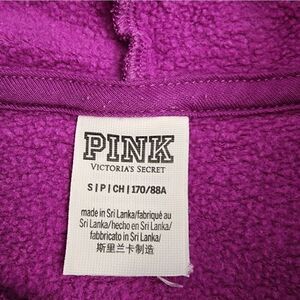 PINK
VICTORIA'S SECRET
S | P | CH | 170/88A
made in Sri Lanka/fabriqué au
Sri Lanka/hecho en Sri Lanka/
fabbricato in Sri Lanka/
斯里兰卡制造